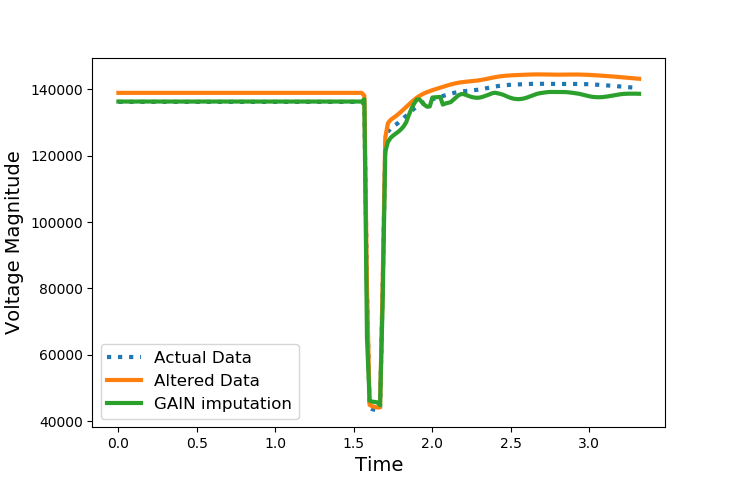 140000
120000
100000
80000
60000
40000
Voltage Magnitude
Actual Data
Altered Data
GAIN imputation
0.0 0.5 1.0 1.5 2.0 2.5 3.0
Time